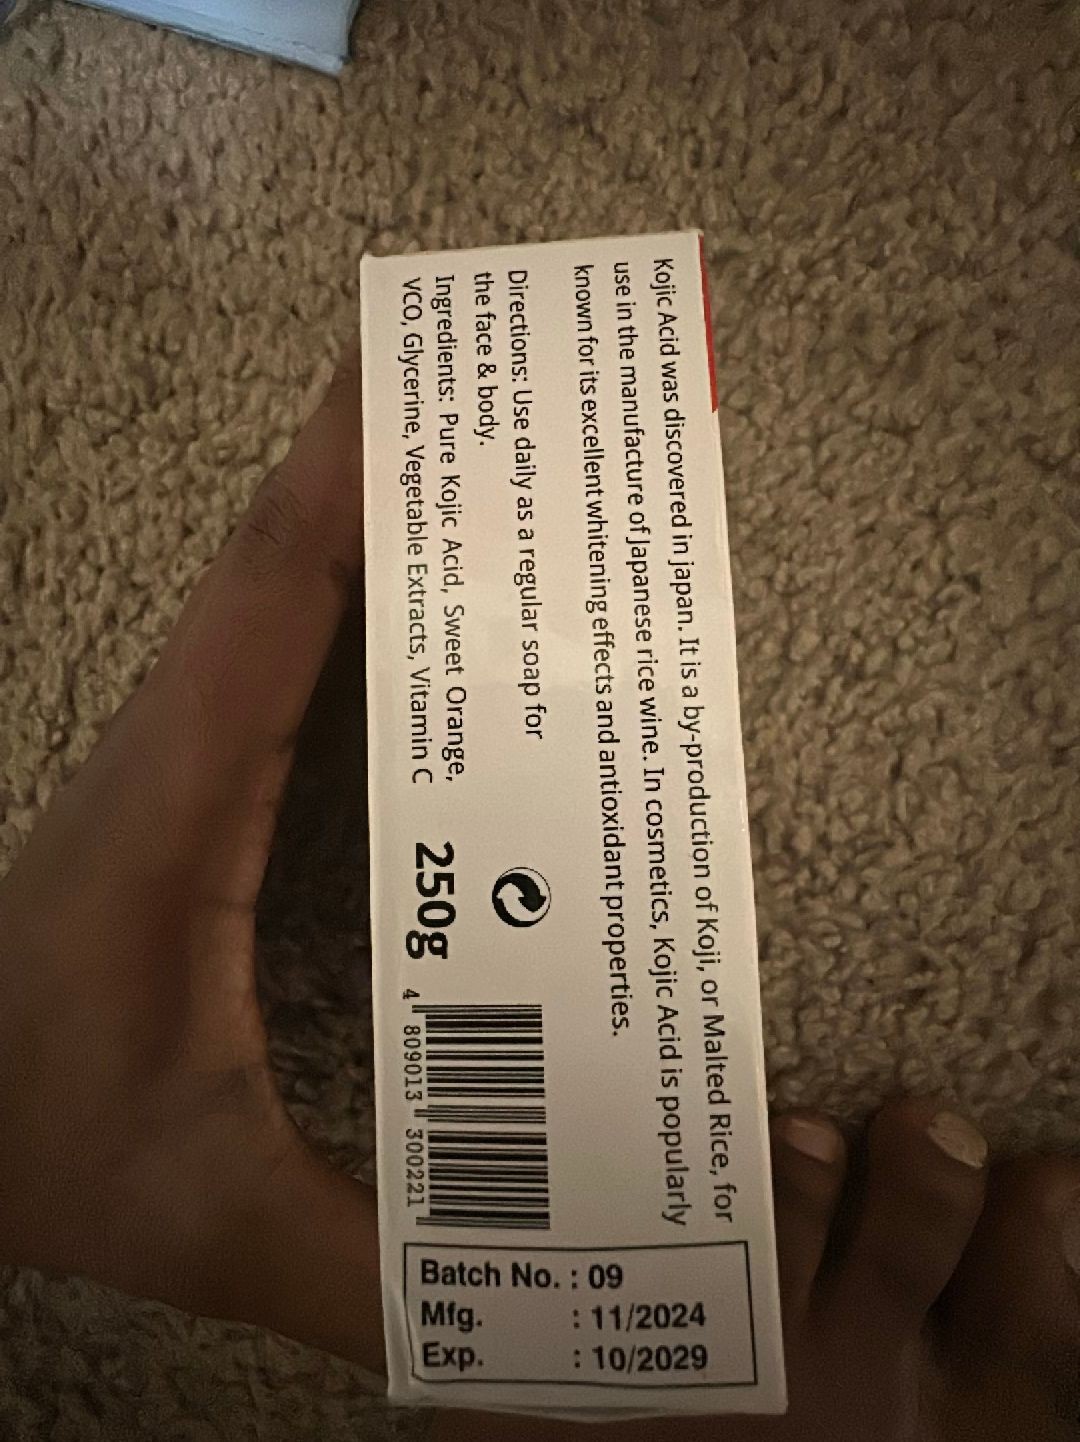 Kojic Acid was discovered in japan. It is a by-production of Koji, or Malted Rice, for
use in the manufacture of Japanese rice wine. In cosmetics, Kojic Acid is popularly
known for its excellent whitening effects and antioxidant properties.
Directions: Use daily as a regular soap for
the face & body.
Ingredients: Pure Kojic Acid, Sweet Orange,
VCO, Glycerine, Vegetable Extracts, Vitamin C
250g
4 809013 300221
Batch No. : 09
Mfg. : 11/2024
Exp. : 10/2029